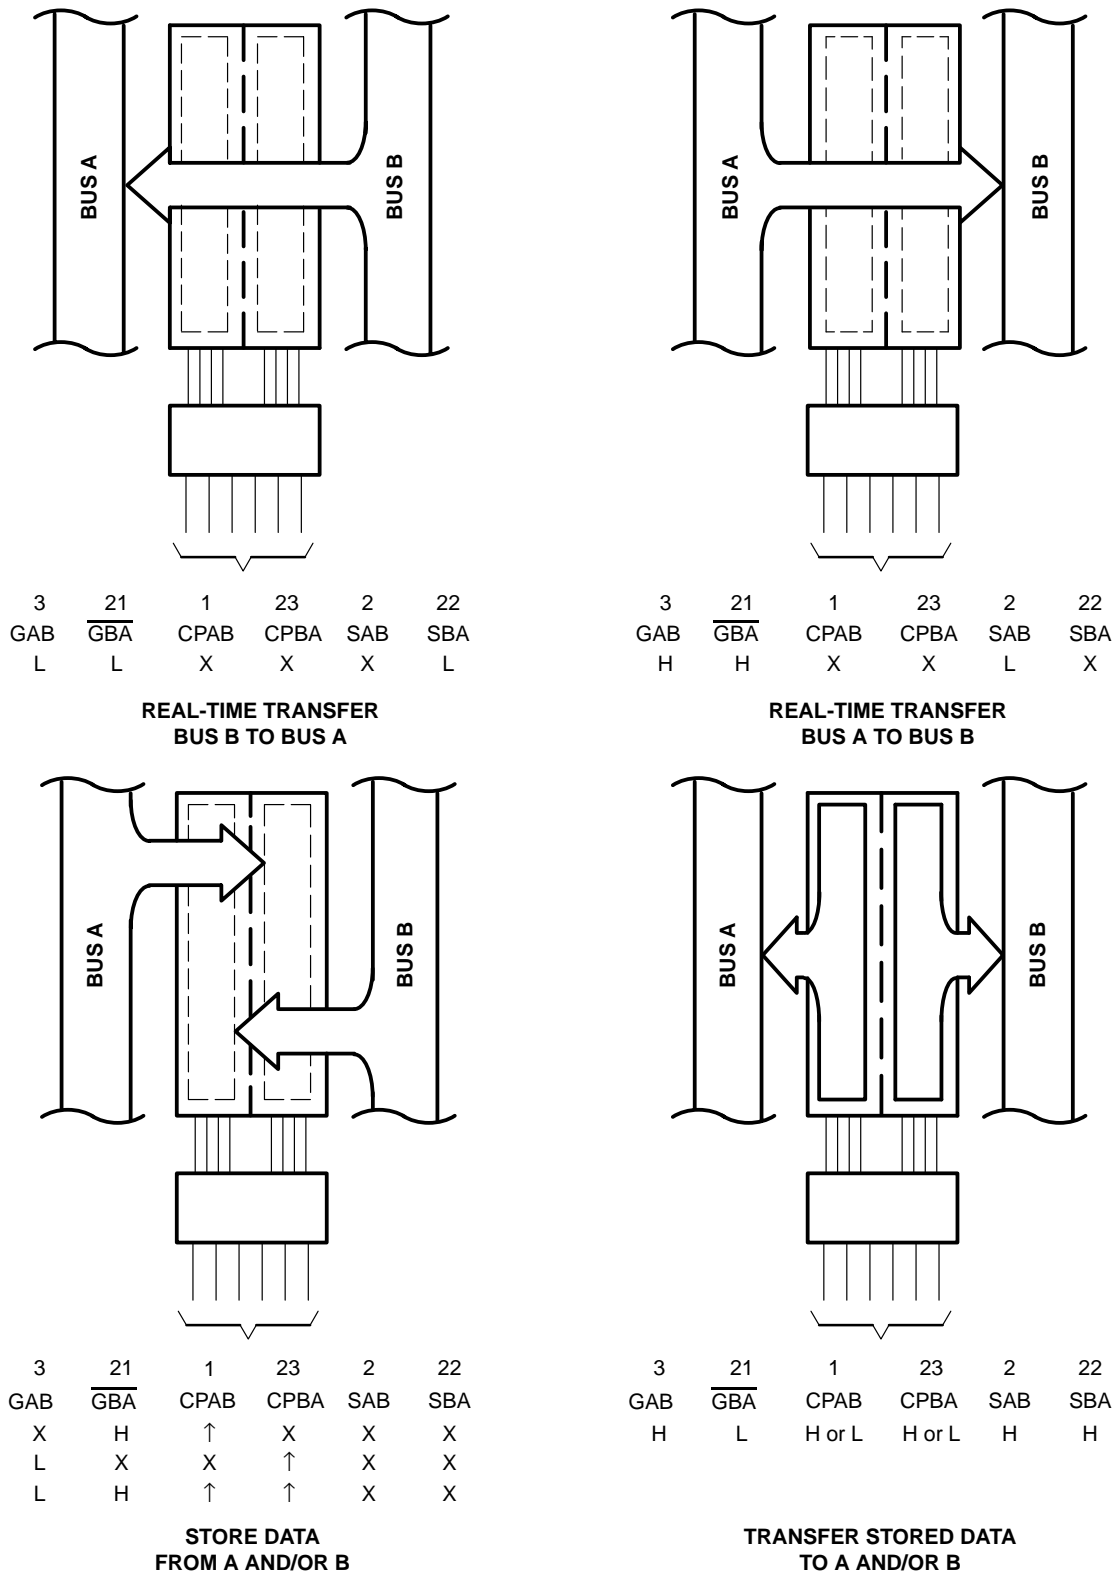 BUS A
BUS B
3 21 1 23 2 22
GAB G̅B̅A̅ CPAB CPBA SAB SBA
L L X X X L
REAL-TIME TRANSFER
BUS B TO BUS A
BUS A
BUS B
3 21 1 23 2 22
GAB G̅B̅A̅ CPAB CPBA SAB SBA
H H X X L X
REAL-TIME TRANSFER
BUS A TO BUS B
BUS A
BUS B
3 21 1 23 2 22
GAB G̅B̅A̅ CPAB CPBA SAB SBA
X H ↑ X X X
L X X ↑ X X
L H ↑ ↑ X X
STORE DATA
FROM A AND/OR B
BUS A
BUS B
3 21 1 23 2 22
GAB G̅B̅A̅ CPAB CPBA SAB SBA
H L H or L H or L H H
TRANSFER STORED DATA
TO A AND/OR B